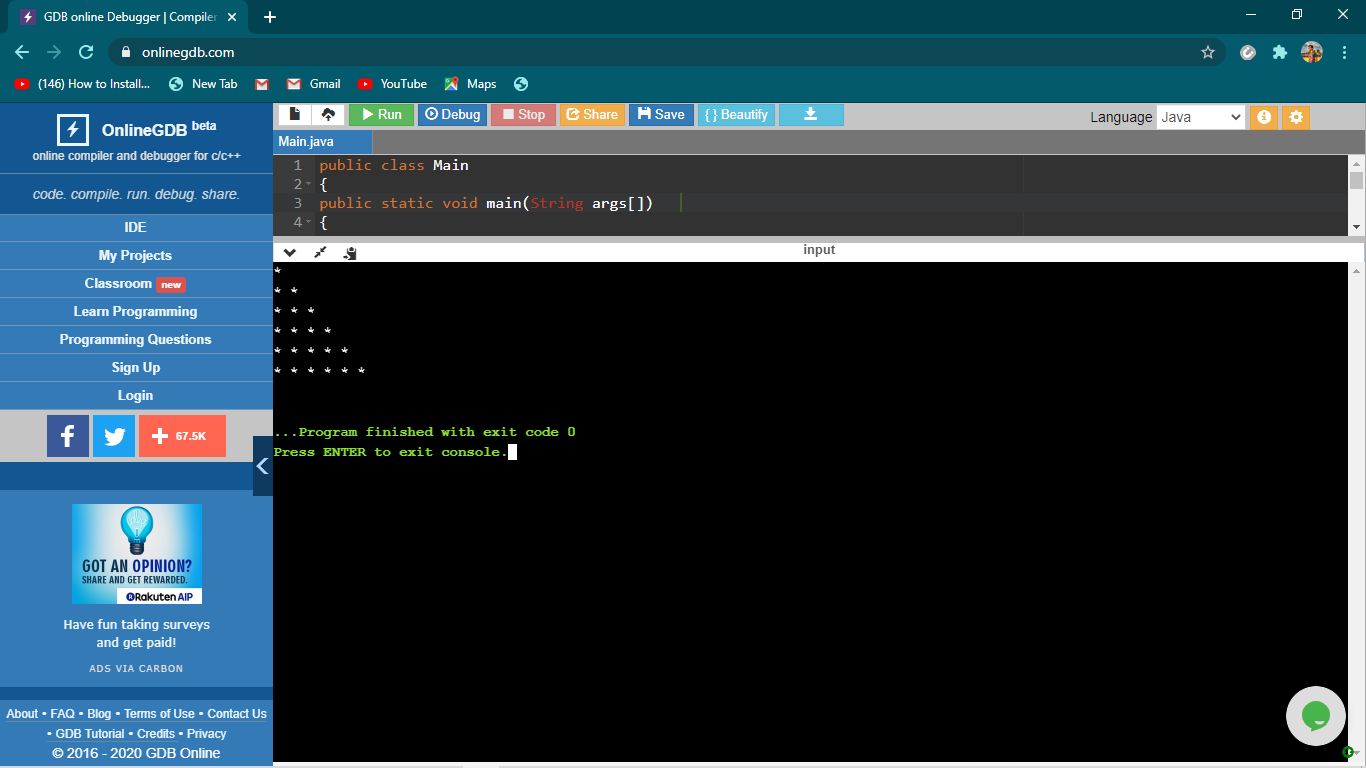 GDB online Debugger | Compiler
onlinegdb.com
(146) How to Install... New Tab Gmail YouTube Maps
OnlineGDB beta
online compiler and debugger for c/c++
code. compile. run. debug. share.
IDE
My Projects
Classroom new
Learn Programming
Programming Questions
Sign Up
Login
67.5K
GOT AN OPINION?
SHARE AND GET REWARDED.
Rakuten AIP
Have fun taking surveys
and get paid!
ADS VIA CARBON
About • FAQ • Blog • Terms of Use • Contact Us
• GDB Tutorial • Credits • Privacy
© 2016 - 2020 GDB Online
Run Debug Stop Share Save { } Beautify Language Java
Main.java
1 public class Main
2 {
3 public static void main(String args[])
4 {
input
*
* *
* * *
* * * *
* * * * *
* * * * * *
...Program finished with exit code 0
Press ENTER to exit console.